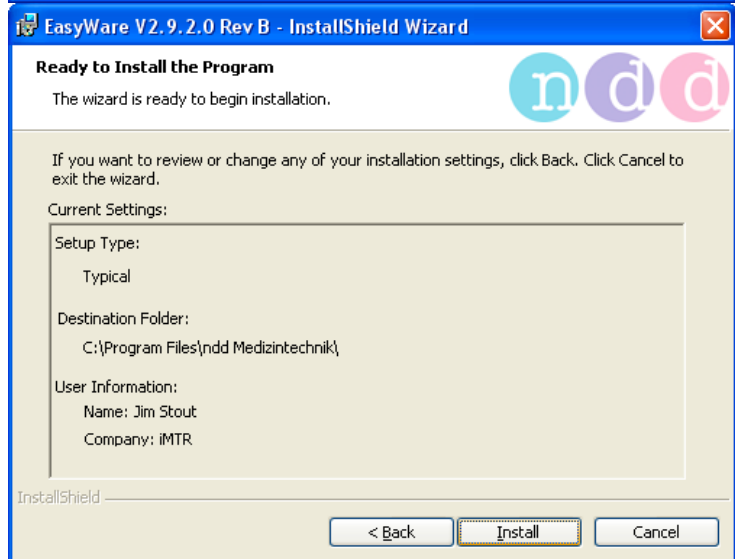 EasyWare V2.9.2.0 Rev B - InstallShield Wizard
Ready to Install the Program
The wizard is ready to begin installation.
ndd
If you want to review or change any of your installation settings, click Back. Click Cancel to
exit the wizard.
Current Settings:
Setup Type:
Typical
Destination Folder:
C:\Program Files\ndd Medizintechnik\
User Information:
Name: Jim Stout
Company: iMTR
InstallShield
< Back
Install
Cancel